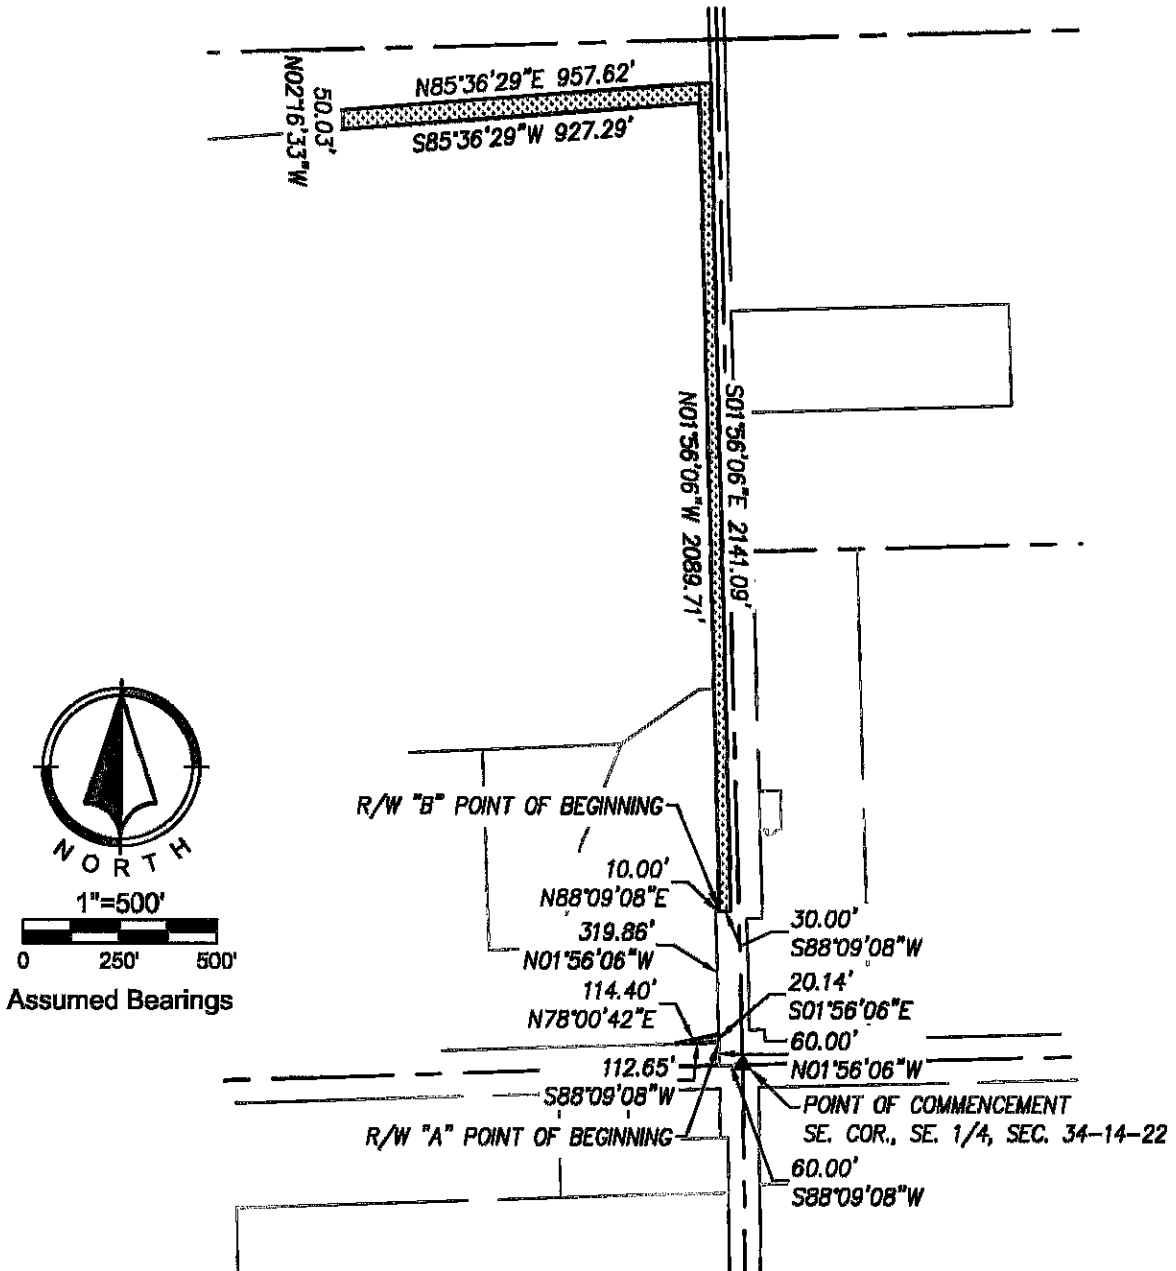 N85°36'29"E 957.62'
S85°36'29"W 927.29'
50.03'
N02°16'33"W
S01°56'06"E 2141.09'
N01°56'06"W 2089.71'
R/W "B" POINT OF BEGINNING
10.00'
N88°09'08"E
319.86'
N01°56'06"W
114.40'
N78°00'42"E
112.65'
S88°09'08"W
R/W "A" POINT OF BEGINNING
30.00'
S88°09'08"W
20.14'
S01°56'06"E
60.00'
N01°56'06"W
POINT OF COMMENCEMENT
SE. COR., SE. 1/4, SEC. 34-14-22
60.00'
S88°09'08"W
NORTH
1"=500'
0 250' 500'
Assumed Bearings